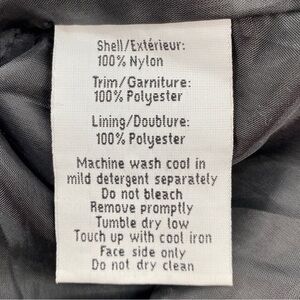 Shell/Extérieur:
100% Nylon
Trim/Garniture:
100% Polyester
Lining/Doublure:
100% Polyester
Machine wash cool in
mild detergent separately
Do not bleach
Remove promptly
Tumble dry low
Touch up with cool iron
Face side only
Do not dry clean